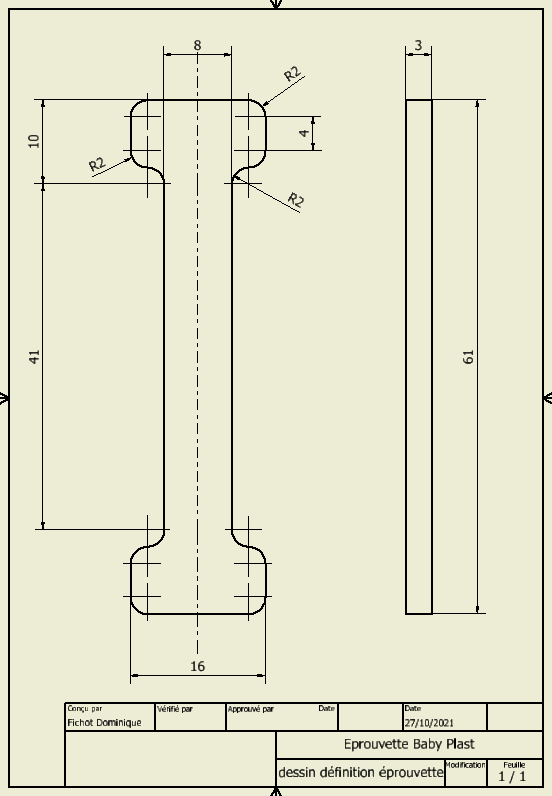 8
3
R2
4
10
R2
R2
41
61
16
Conçu par
Vérifié par
Approuvé par
Date
Date
Fichot Dominique
27/10/2021
Eprouvette Baby Plast
dessin définition éprouvette
Modification
Feuille
1 / 1